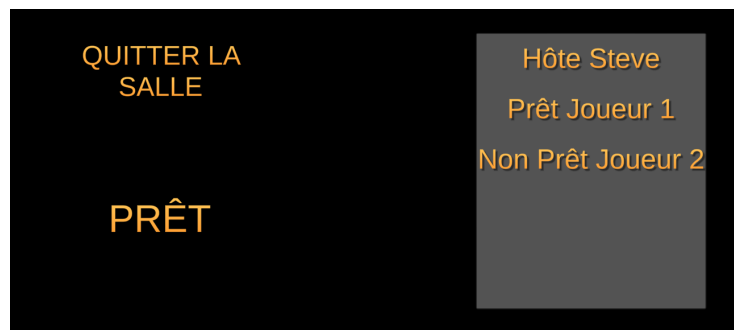 QUITTER LA
SALLE
PRÊT
Hôte Steve
Prêt Joueur 1
Non Prêt Joueur 2